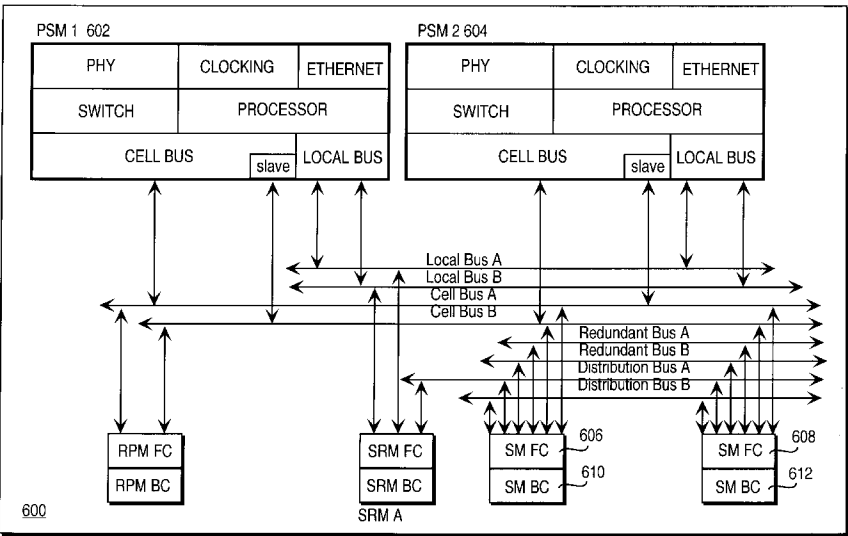 PSM 1 602
PSM 2 604
PHY
CLOCKING
ETHERNET
PHY
CLOCKING
ETHERNET
SWITCH
PROCESSOR
SWITCH
PROCESSOR
CELL BUS
slave
LOCAL BUS
CELL BUS
slave
LOCAL BUS
Local Bus A
Local Bus B
Cell Bus A
Cell Bus B
Redundant Bus A
Redundant Bus B
Distribution Bus A
Distribution Bus B
RPM FC
SRM FC
SM FC
606
SM FC
608
RPM BC
SRM BC
SM BC
610
SM BC
612
600
SRM A